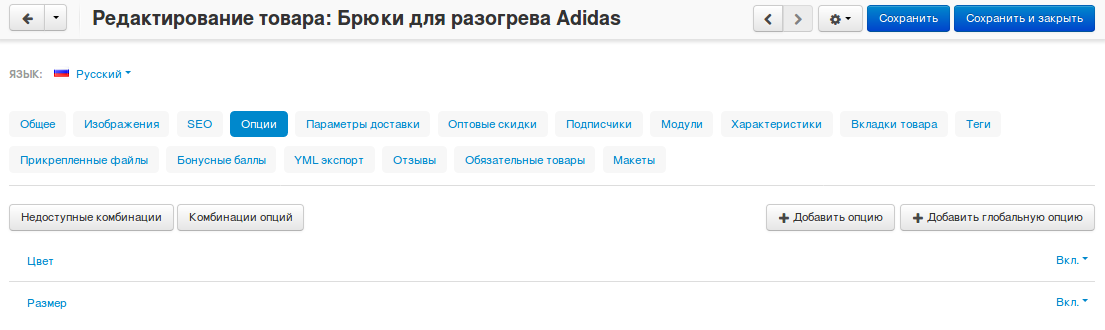 Редактирование товара: Брюки для разогрева Adidas Сохранить Сохранить и закрыть
ЯЗЫК: Русский
Общее Изображения SEO Опции Параметры доставки Оптовые скидки Подписчики Модули Характеристики Вкладки товара Теги
Прикрепленные файлы Бонусные баллы YML экспорт Отзывы Обязательные товары Макеты
Недоступные комбинации Комбинации опций Добавить опцию Добавить глобальную опцию
Цвет Вкл.
Размер Вкл.